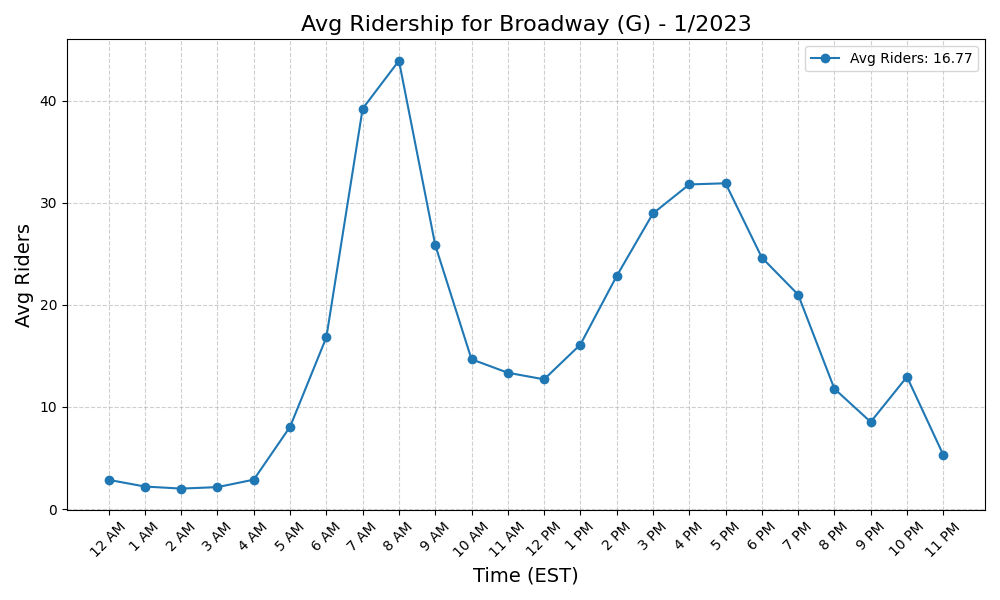 Avg Ridership for Broadway (G) - 1/2023
Avg Riders: 16.77
Avg Riders
40
30
20
10
0
12 AM
1 AM
2 AM
3 AM
4 AM
5 AM
6 AM
7 AM
8 AM
9 AM
10 AM
11 AM
12 PM
1 PM
2 PM
3 PM
4 PM
5 PM
6 PM
7 PM
8 PM
9 PM
10 PM
11 PM
Time (EST)